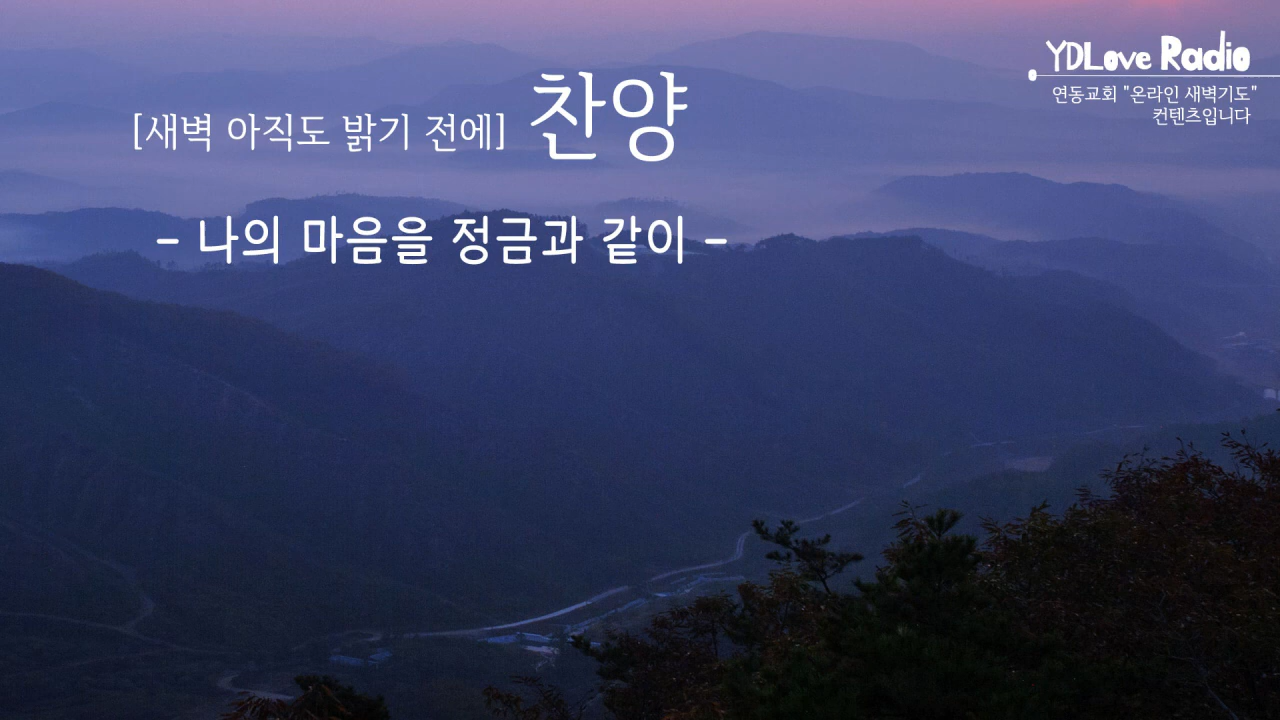 YDLove Radio
연동교회 "온라인 새벽기도"
컨텐츠입니다
[새벽 아직도 밝기 전에] 찬양
- 나의 마음을 정금과 같이 -